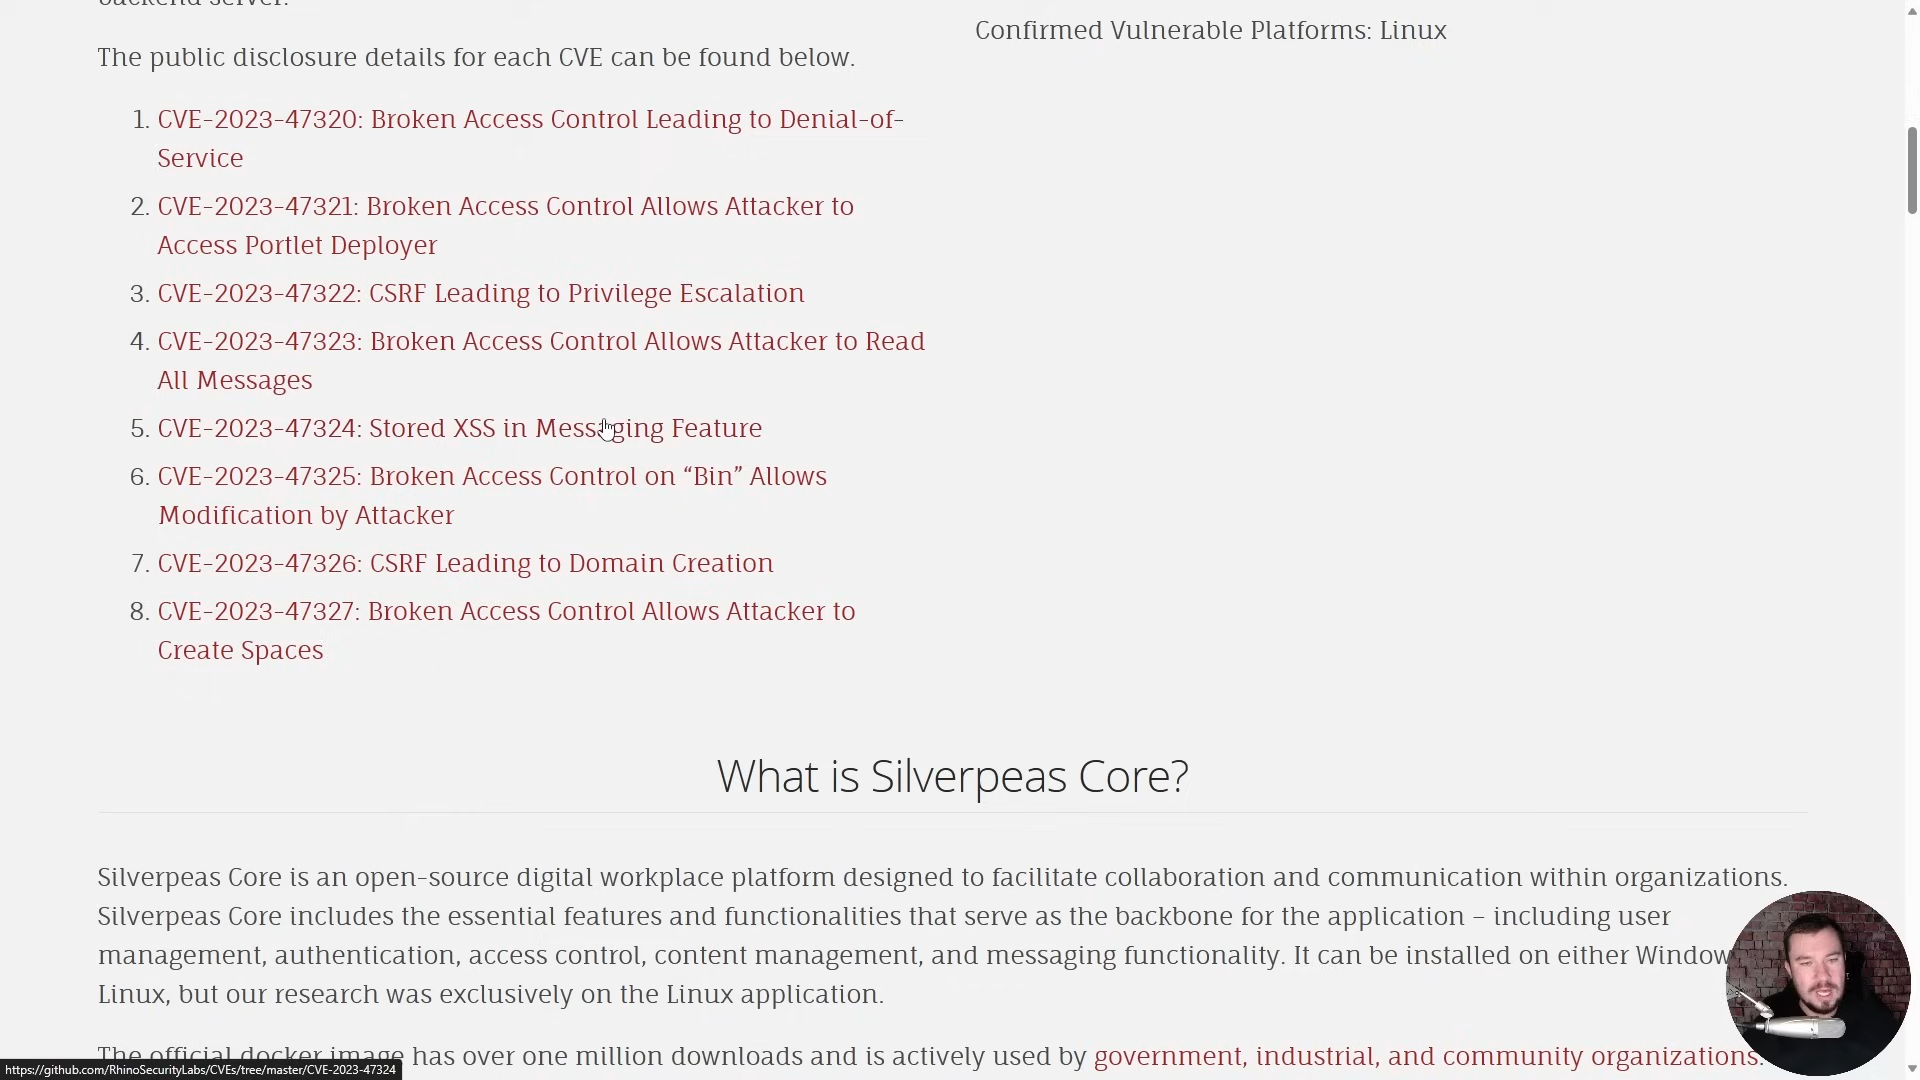 backend server.
Confirmed Vulnerable Platforms: Linux
The public disclosure details for each CVE can be found below.
1. CVE-2023-47320: Broken Access Control Leading to Denial-of-
Service
2. CVE-2023-47321: Broken Access Control Allows Attacker to
Access Portlet Deployer
3. CVE-2023-47322: CSRF Leading to Privilege Escalation
4. CVE-2023-47323: Broken Access Control Allows Attacker to Read
All Messages
5. CVE-2023-47324: Stored XSS in Messaging Feature
6. CVE-2023-47325: Broken Access Control on “Bin” Allows
Modification by Attacker
7. CVE-2023-47326: CSRF Leading to Domain Creation
8. CVE-2023-47327: Broken Access Control Allows Attacker to
Create Spaces
What is Silverpeas Core?
Silverpeas Core is an open-source digital workplace platform designed to facilitate collaboration and communication within organizations.
Silverpeas Core includes the essential features and functionalities that serve as the backbone for the application – including user
management, authentication, access control, content management, and messaging functionality. It can be installed on either Window
Linux, but our research was exclusively on the Linux application.
The official docker image has over one million downloads and is actively used by government, industrial, and community organizations.
https://github.com/RhinoSecurityLabs/CVEs/tree/master/CVE-2023-47324